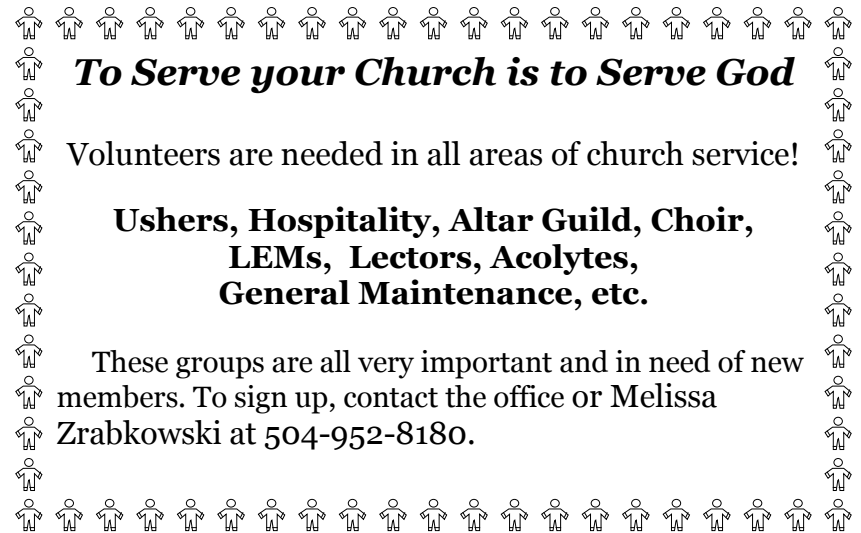 To Serve your Church is to Serve God
Volunteers are needed in all areas of church service!
Ushers, Hospitality, Altar Guild, Choir,
LEMs, Lectors, Acolytes,
General Maintenance, etc.
These groups are all very important and in need of new
members. To sign up, contact the office or Melissa
Zrabkowski at 504-952-8180.